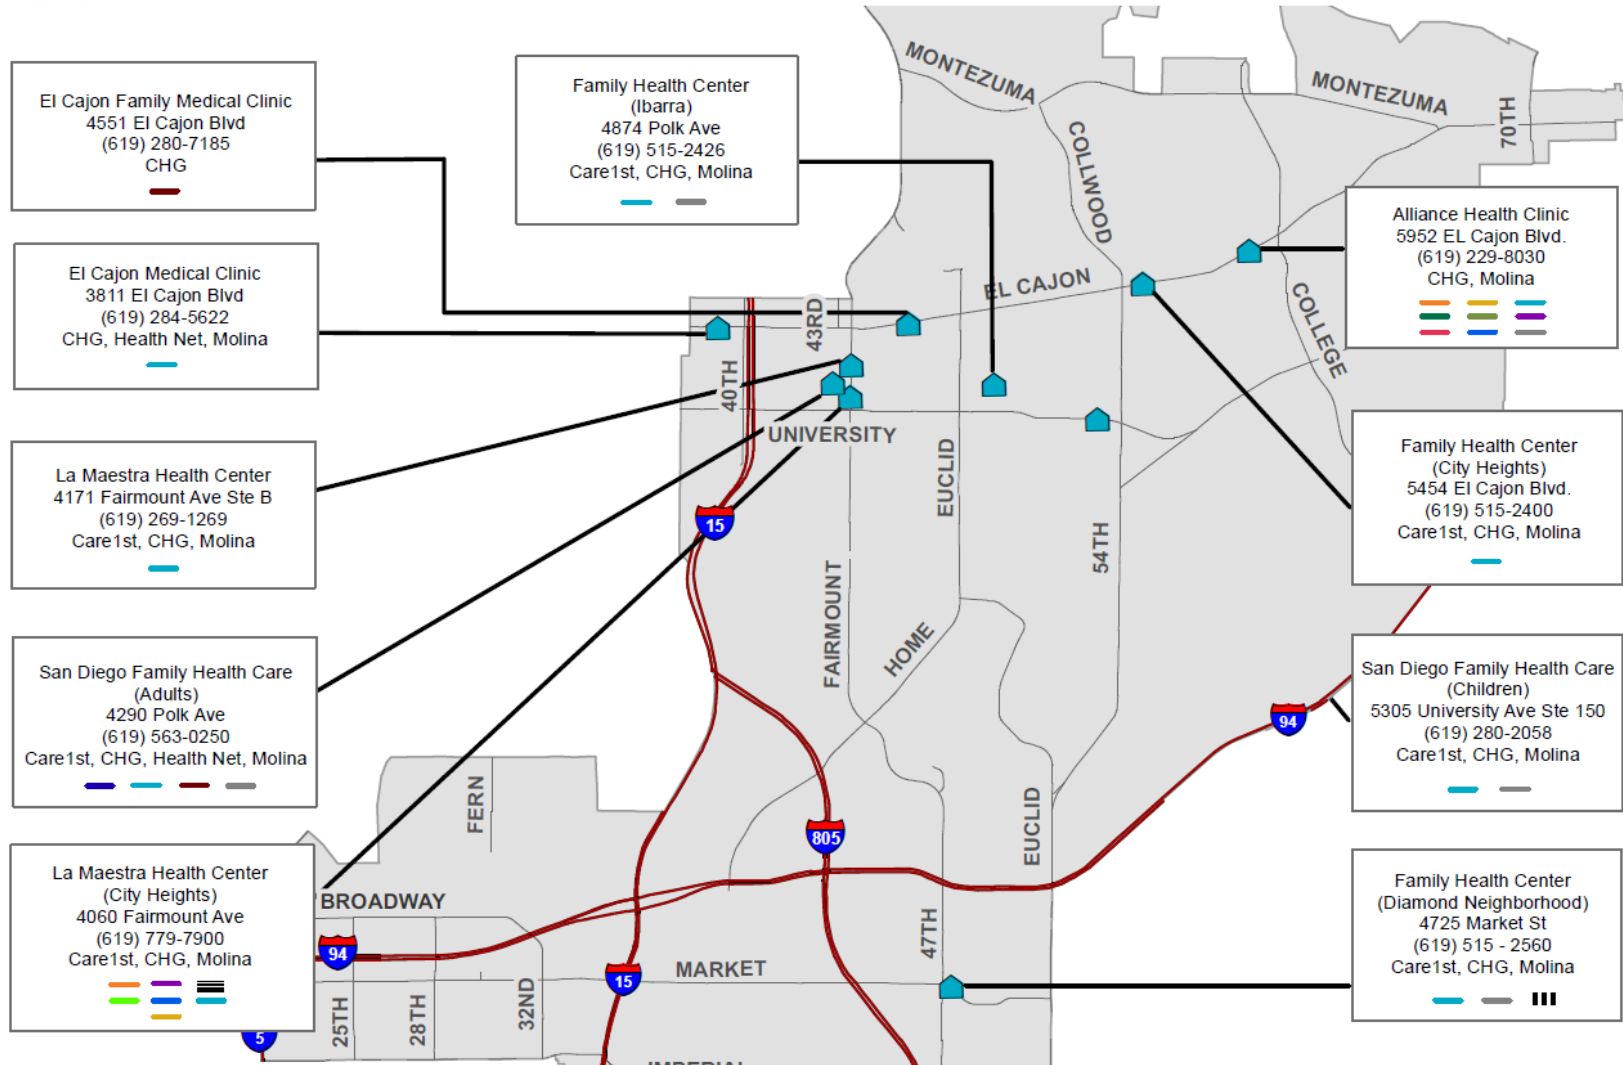 El Cajon Family Medical Clinic
4551 El Cajon Blvd
(619) 280-7185
CHG
Family Health Center
(Ibarra)
4874 Polk Ave
(619) 515-2426
Care1st, CHG, Molina
MONTEZUMA
MONTEZUMA
70TH
COLLWOOD
Alliance Health Clinic
5952 EL Cajon Blvd.
(619) 229-8030
CHG, Molina
El Cajon Medical Clinic
3811 El Cajon Blvd
(619) 284-5622
CHG, Health Net, Molina
43RD
EL CAJON
COLLEGE
40TH
UNIVERSITY
EUCLID
La Maestra Health Center
4171 Fairmount Ave Ste B
(619) 269-1269
Care1st, CHG, Molina
15
54TH
Family Health Center
(City Heights)
5454 El Cajon Blvd.
(619) 515-2400
Care1st, CHG, Molina
FAIRMOUNT
HOME
San Diego Family Health Care
(Adults)
4290 Polk Ave
(619) 563-0250
Care1st, CHG, Health Net, Molina
94
San Diego Family Health Care
(Children)
5305 University Ave Ste 150
(619) 280-2058
Care1st, CHG, Molina
FERN
805
EUCLID
La Maestra Health Center
(City Heights)
4060 Fairmount Ave
(619) 779-7900
Care1st, CHG, Molina
BROADWAY
94
47TH
Family Health Center
(Diamond Neighborhood)
4725 Market St
(619) 515 - 2560
Care1st, CHG, Molina
15
MARKET
5
25TH
28TH
32ND
IMPERIAL